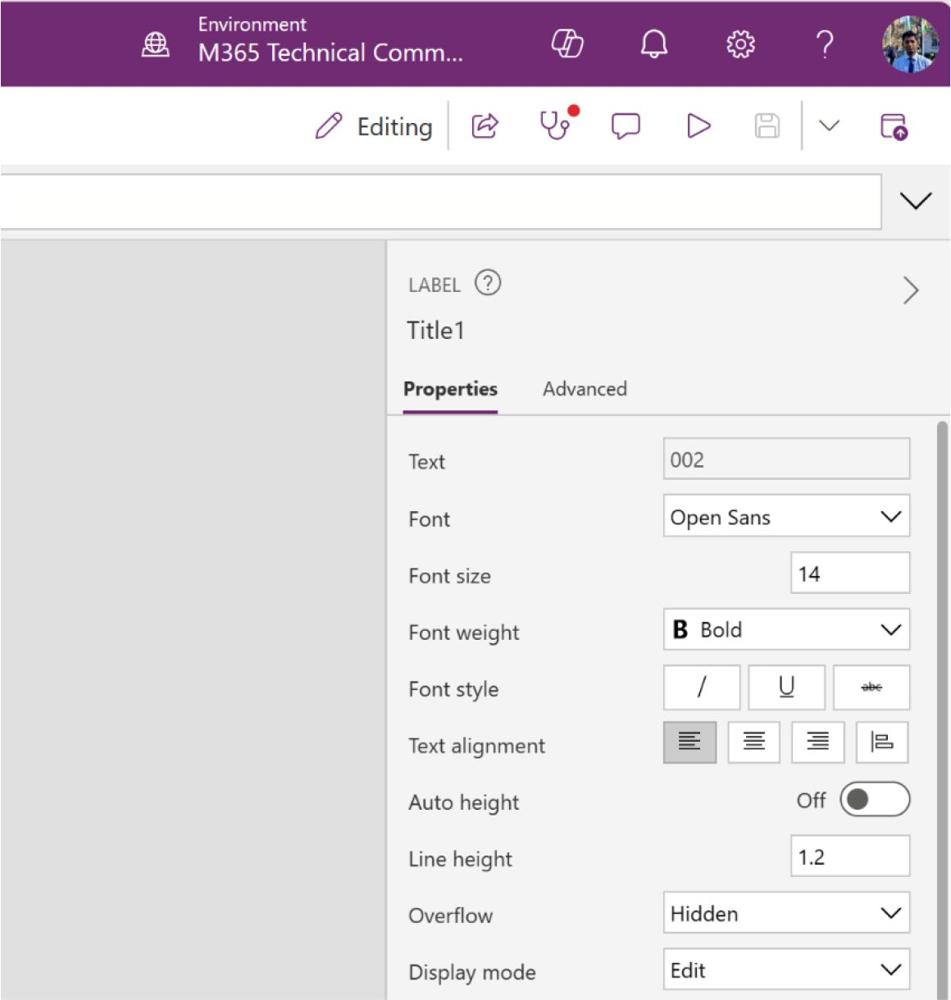 Environment
M365 Technical Comm...
Editing
LABEL
Title1
Properties Advanced
Text 002
Font Open Sans
Font size 14
Font weight B Bold
Font style / U abc
Text alignment
Auto height Off
Line height 1.2
Overflow Hidden
Display mode Edit